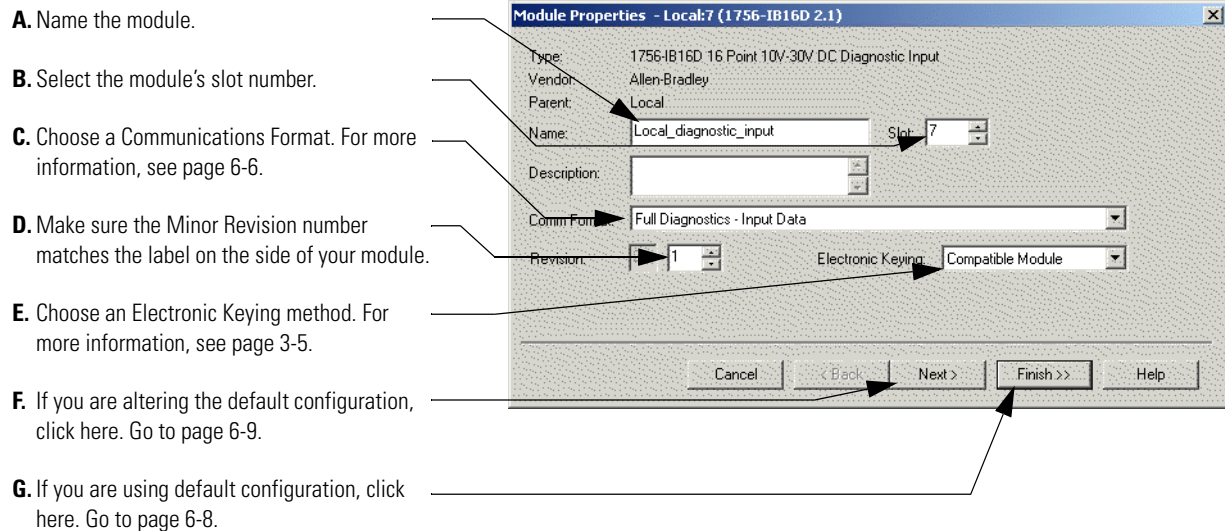 A. Name the module.
B. Select the module's slot number.
C. Choose a Communications Format. For more
information, see page 6-6.
D. Make sure the Minor Revision number
matches the label on the side of your module.
E. Choose an Electronic Keying method. For
more information, see page 3-5.
F. If you are altering the default configuration,
click here. Go to page 6-9.
G. If you are using default configuration, click
here. Go to page 6-8.
Module Properties - Local:7 (1756-IB16D 2.1)
Type: 1756-IB16D 16 Point 10V-30V DC Diagnostic Input
Vendor: Allen-Bradley
Parent: Local
Name: Local_diagnostic_input Slot: 7
Description:
Comm Format: Full Diagnostics - Input Data
Revision: 1 Electronic Keying: Compatible Module
Cancel < Back Next > Finish >> Help